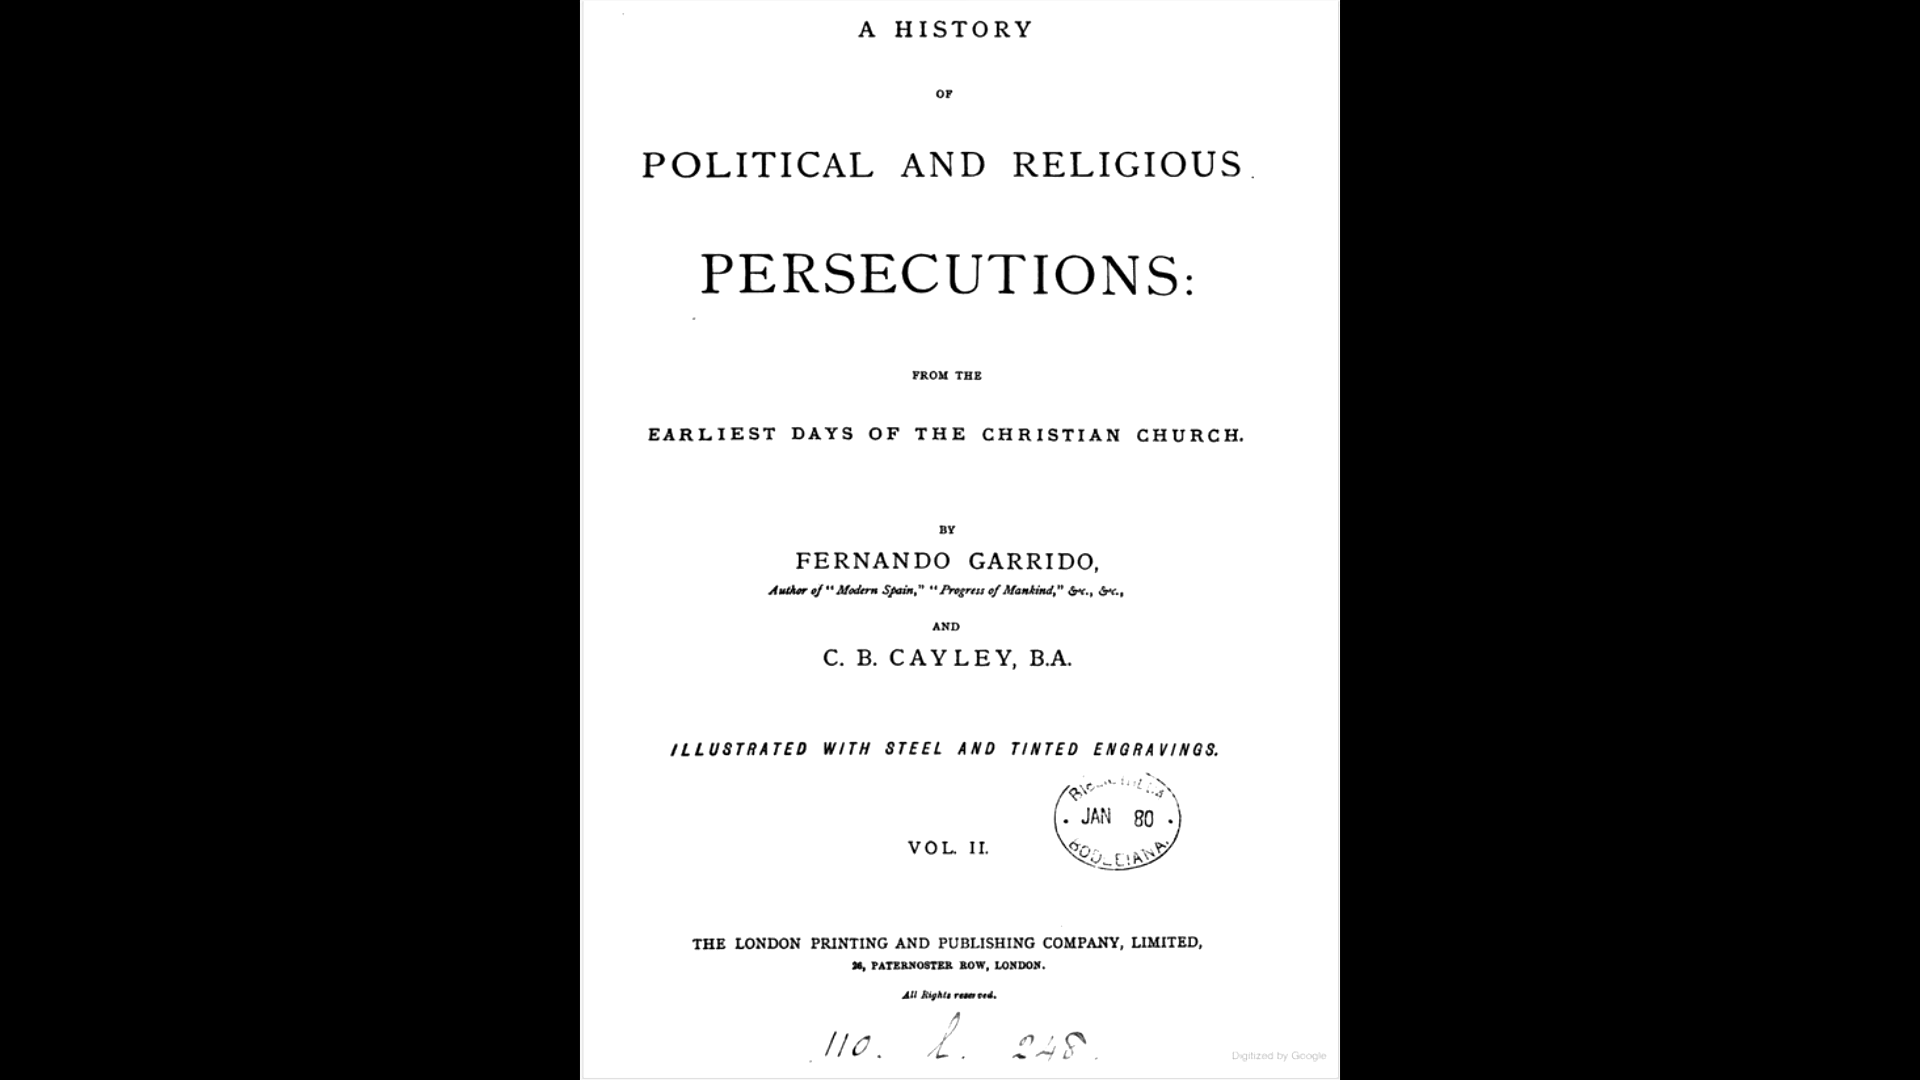 A HISTORY
OF
POLITICAL AND RELIGIOUS
PERSECUTIONS:
FROM THE
EARLIEST DAYS OF THE CHRISTIAN CHURCH.
BY
FERNANDO GARRIDO,
Author of "Modern Spain," "Progress of Mankind," &c., &c.,
AND
C. B. CAYLEY, B.A.
ILLUSTRATED WITH STEEL AND TINTED ENGRAVINGS.
JAN 80
BODLEIANA.
VOL. II.
THE LONDON PRINTING AND PUBLISHING COMPANY, LIMITED,
26, PATERNOSTER ROW, LONDON.
All Rights reserved.
110. l. 248.
Digitized by Google